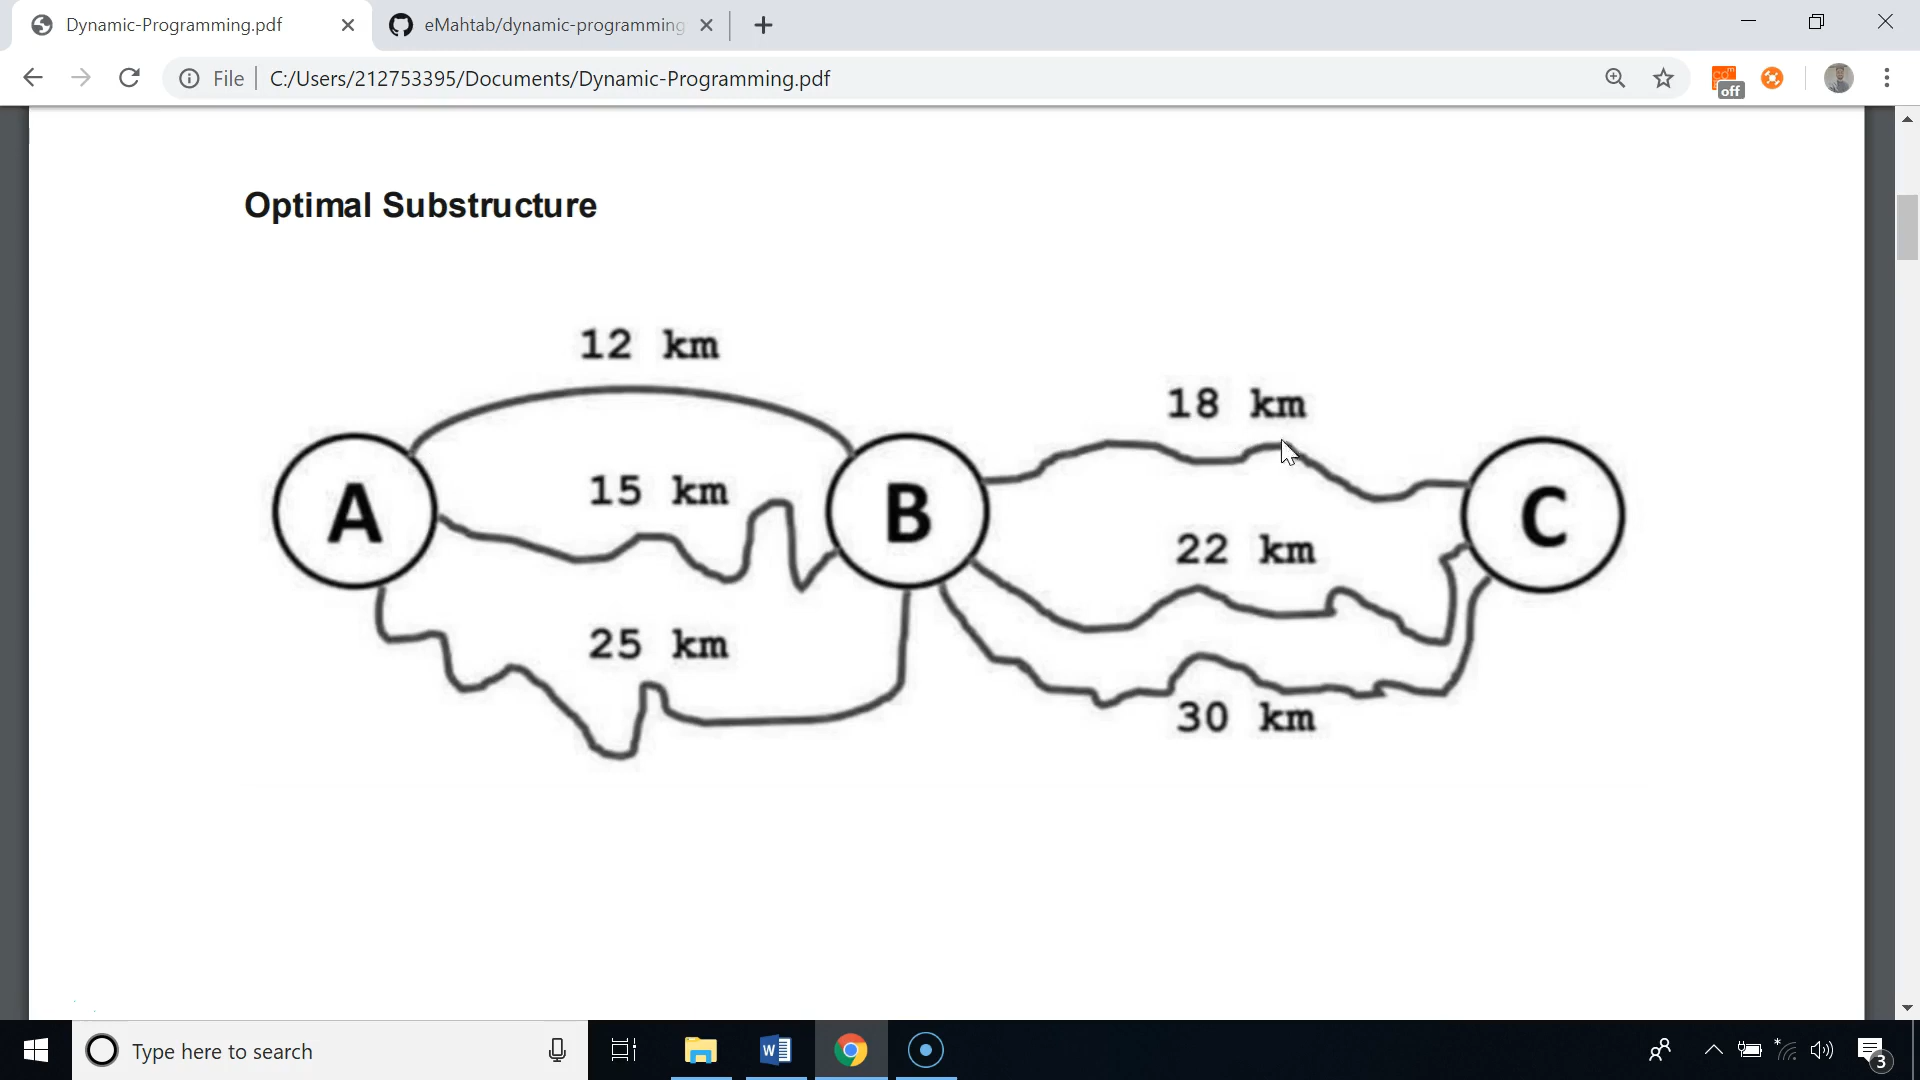 Dynamic-Programming.pdf
eMahtab/dynamic-programming
File
C:/Users/212753395/Documents/Dynamic-Programming.pdf
off
Optimal Substructure
12 km
18 km
A
15 km
B
22 km
C
25 km
30 km
Type here to search
3